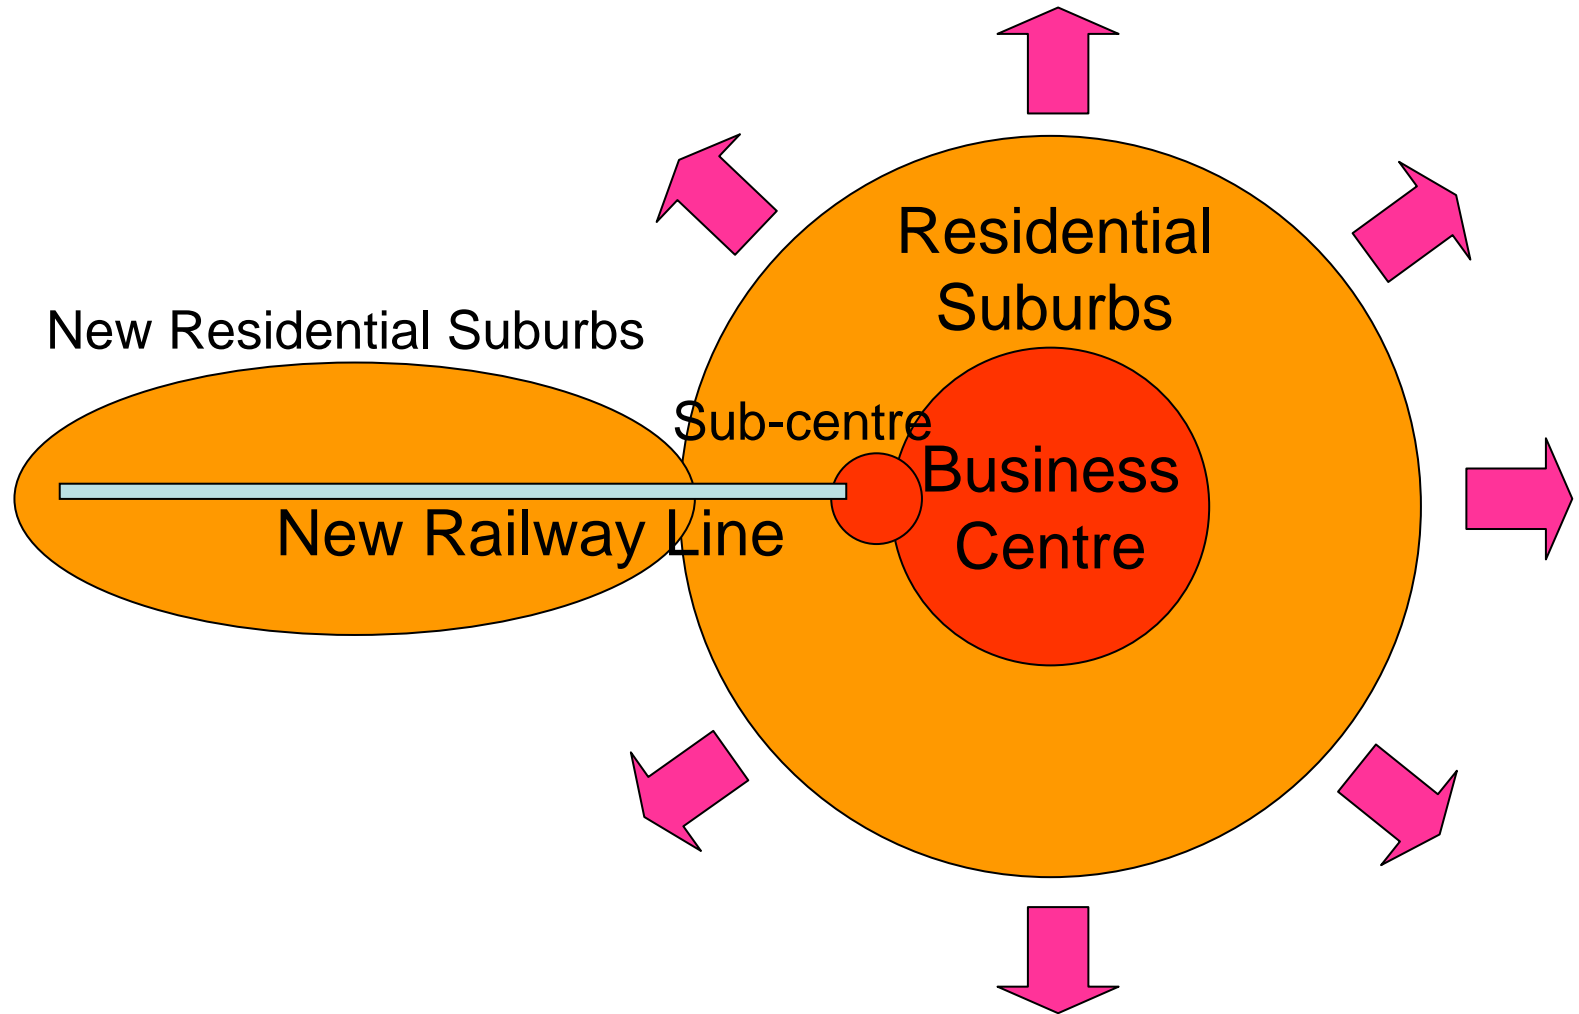 Residential
Suburbs
New Residential Suburbs
Sub-centre
Business
Centre
New Railway Line